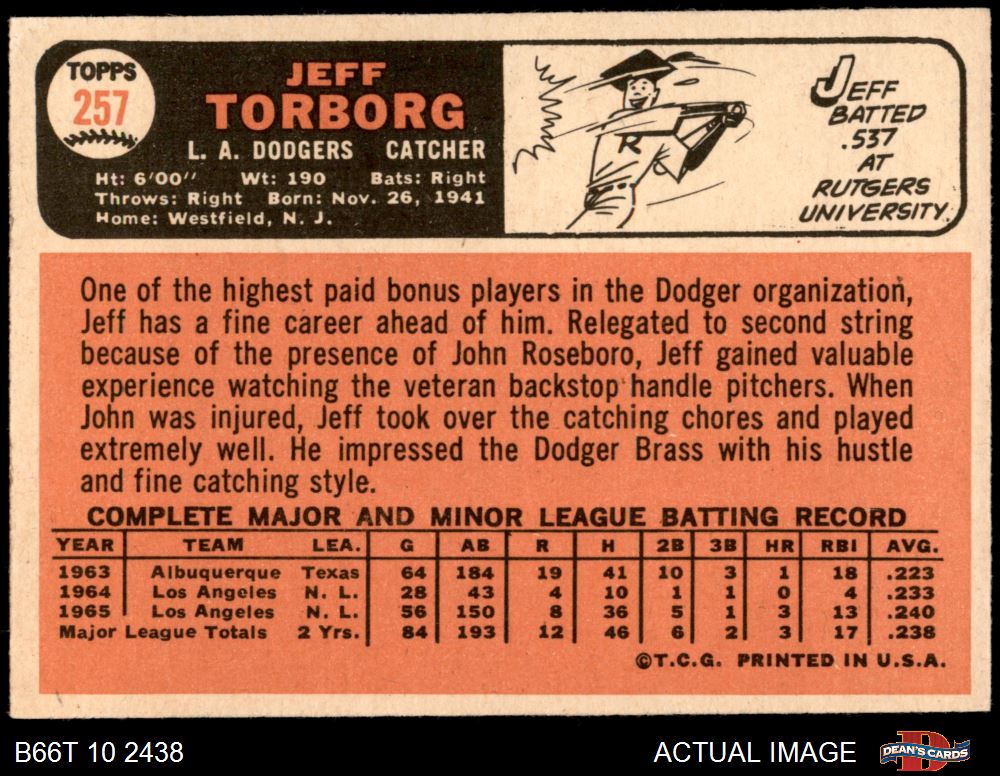 TOPPS
257
JEFF
TORBORG
L. A. DODGERS CATCHER
Ht: 6'00" Wt: 190 Bats: Right
Throws: Right Born: Nov. 26, 1941
Home: Westfield, N. J.
R
JEFF
BATTED
.537
AT
RUTGERS
UNIVERSITY
One of the highest paid bonus players in the Dodger organization,
Jeff has a fine career ahead of him. Relegated to second string
because of the presence of John Roseboro, Jeff gained valuable
experience watching the veteran backstop handle pitchers. When
John was injured, Jeff took over the catching chores and played
extremely well. He impressed the Dodger Brass with his hustle
and fine catching style.
COMPLETE MAJOR AND MINOR LEAGUE BATTING RECORD
YEAR TEAM LEA. G AB R H 2B 3B HR RBI AVG.
1963 Albuquerque Texas 64 184 19 41 10 3 1 18 .223
1964 Los Angeles N. L. 28 43 4 10 1 1 0 4 .233
1965 Los Angeles N. L. 56 150 8 36 5 1 3 13 .240
Major League Totals 2 Yrs. 84 193 12 46 6 2 3 17 .238
©T.C.G. PRINTED IN U.S.A.
B66T 10 2438 ACTUAL IMAGE D DEAN'S CARDS